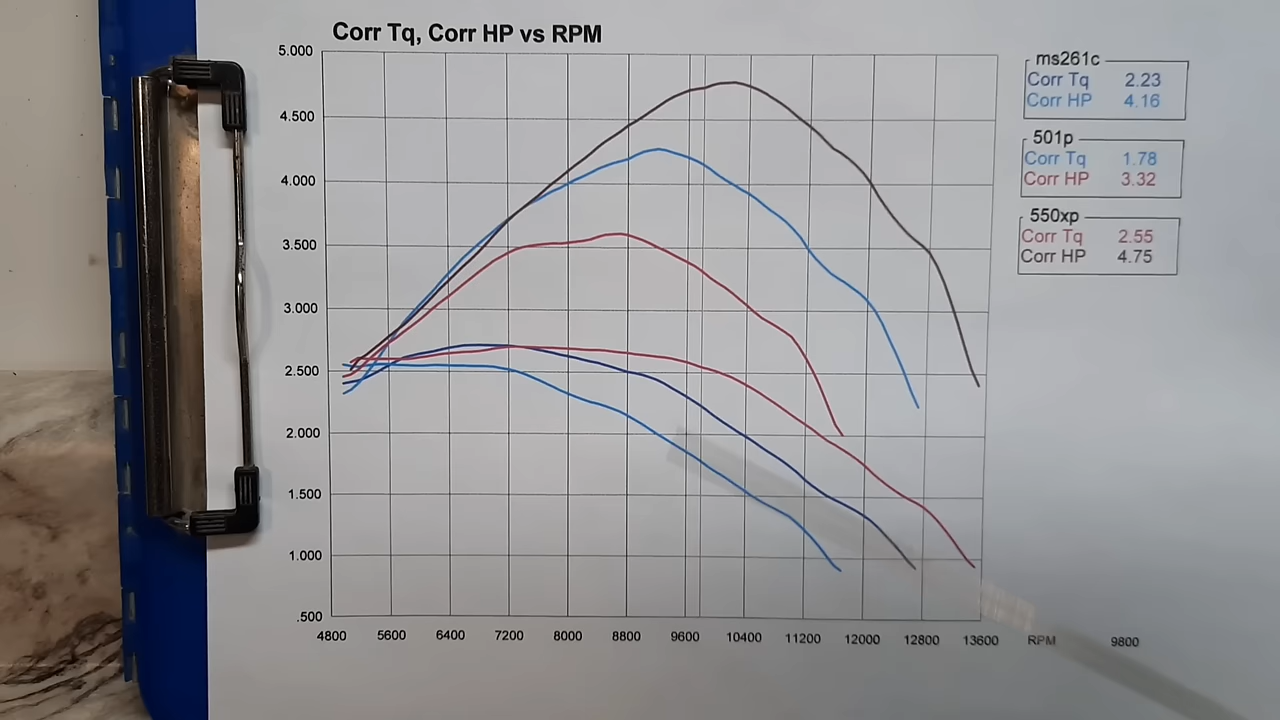 Corr Tq, Corr HP vs RPM
5.000
4.500
4.000
3.500
3.000
2.500
2.000
1.500
1.000
.500
4800 5600 6400 7200 8000 8800 9600 10400 11200 12000 12800 13600 RPM 9800
ms261c
Corr Tq 2.23
Corr HP 4.16
501p
Corr Tq 1.78
Corr HP 3.32
550xp
Corr Tq 2.55
Corr HP 4.75